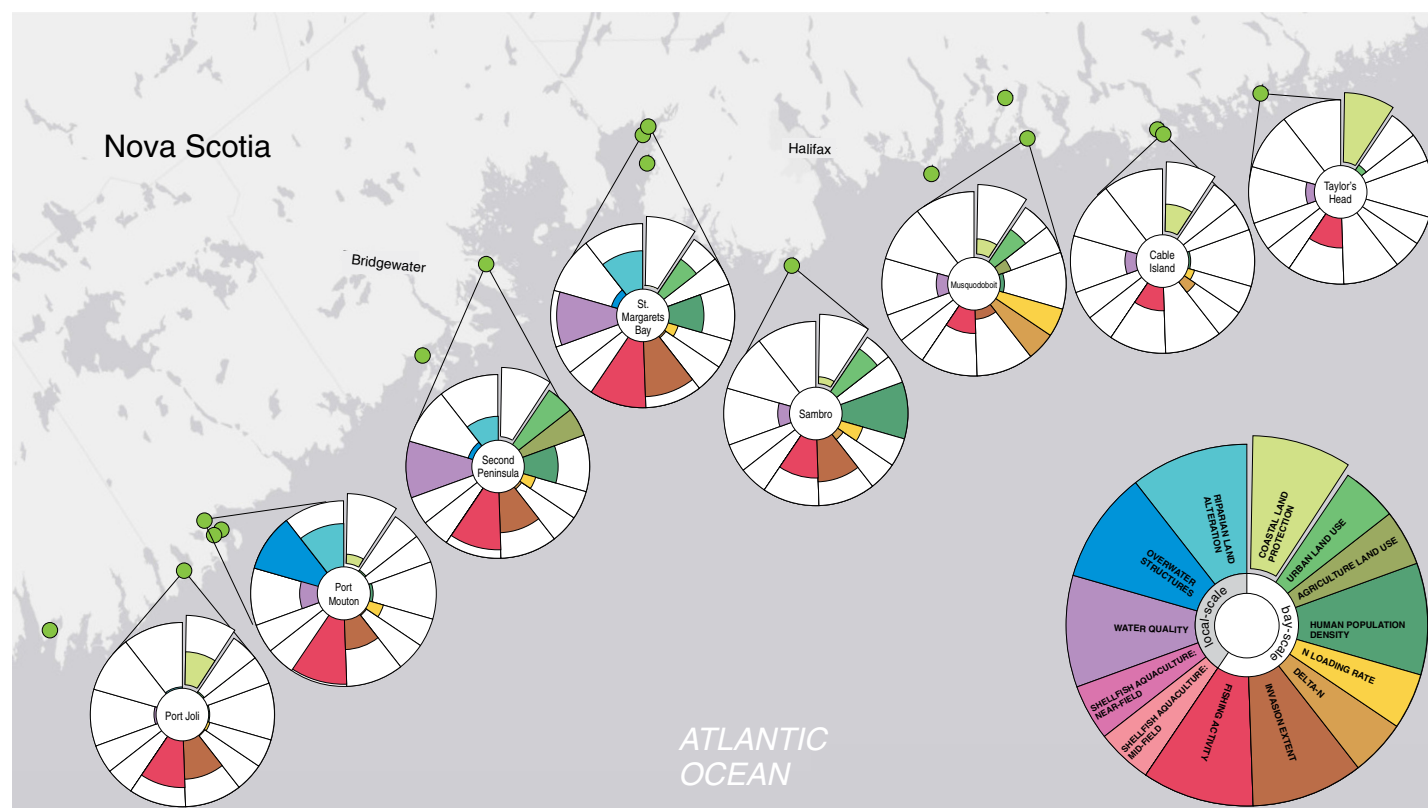 Nova Scotia
Halifax
Bridgewater
Taylor's
Head
Cable
Island
Musquodoboit
St.
Margarets
Bay
Sambro
Second
Peninsula
Port
Mouton
Port Joli
ATLANTIC
OCEAN
RIPARIAN LAND
ALTERATION
COASTAL LAND
PROTECTION
URBAN LAND USE
AGRICULTURE LAND USE
HUMAN POPULATION
DENSITY
N LOADING RATE
DELTA-N
INVASION EXTENT
FISHING ACTIVITY
SHELLFISH AQUACULTURE:
MID-FIELD
SHELLFISH AQUACULTURE:
NEAR-FIELD
WATER QUALITY
OVERWATER
STRUCTURES
local-scale
bay-scale